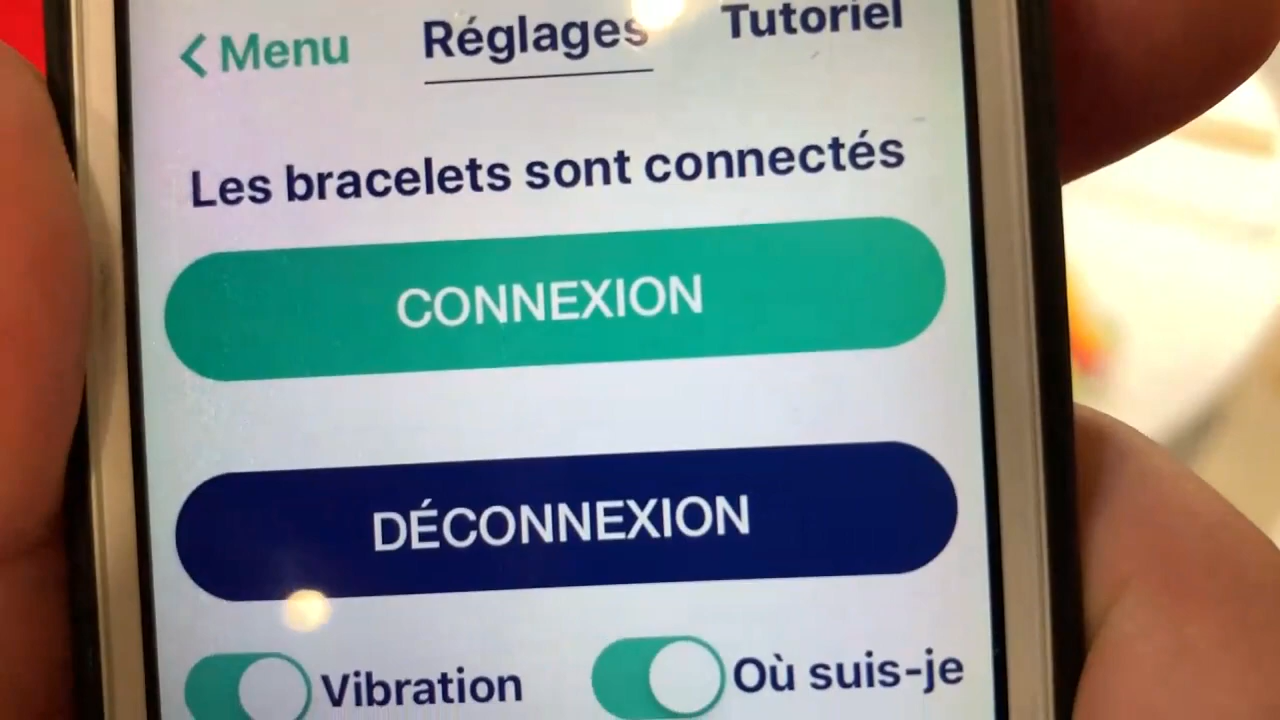 Menu Réglages Tutoriel
Les bracelets sont connectés
CONNEXION
DÉCONNEXION
Vibration Où suis-je